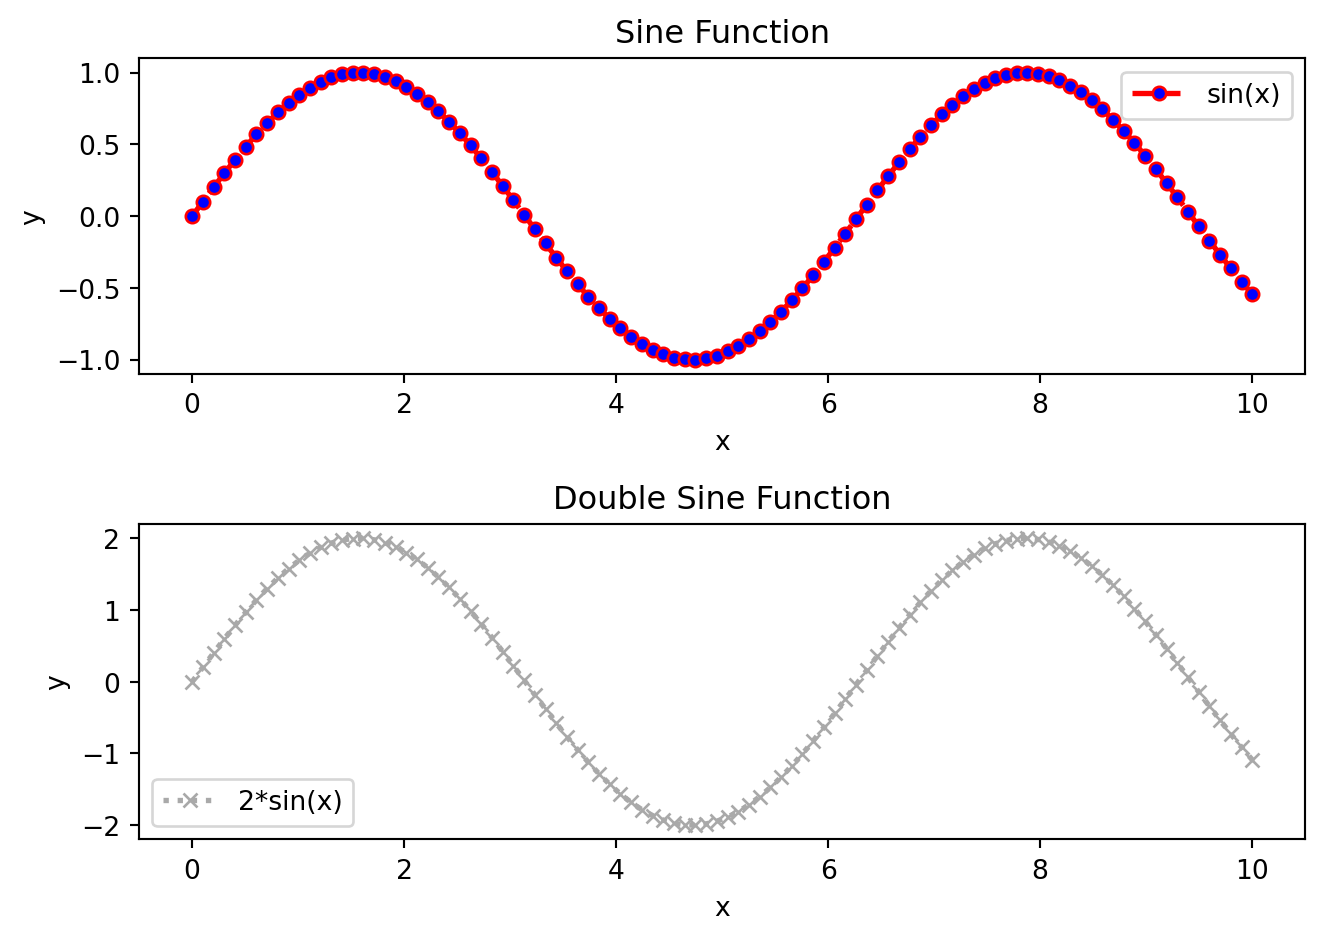 Sine Function
1.0
0.5
0.0
−0.5
−1.0
y
sin(x)
0 2 4 6 8 10
x
Double Sine Function
2
1
0
−1
−2
y
2*sin(x)
0 2 4 6 8 10
x